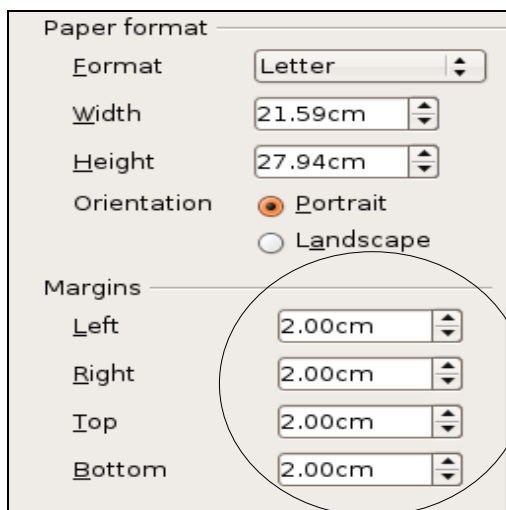 Paper format
Format Letter
Width 21.59cm
Height 27.94cm
Orientation Portrait
Landscape
Margins
Left 2.00cm
Right 2.00cm
Top 2.00cm
Bottom 2.00cm